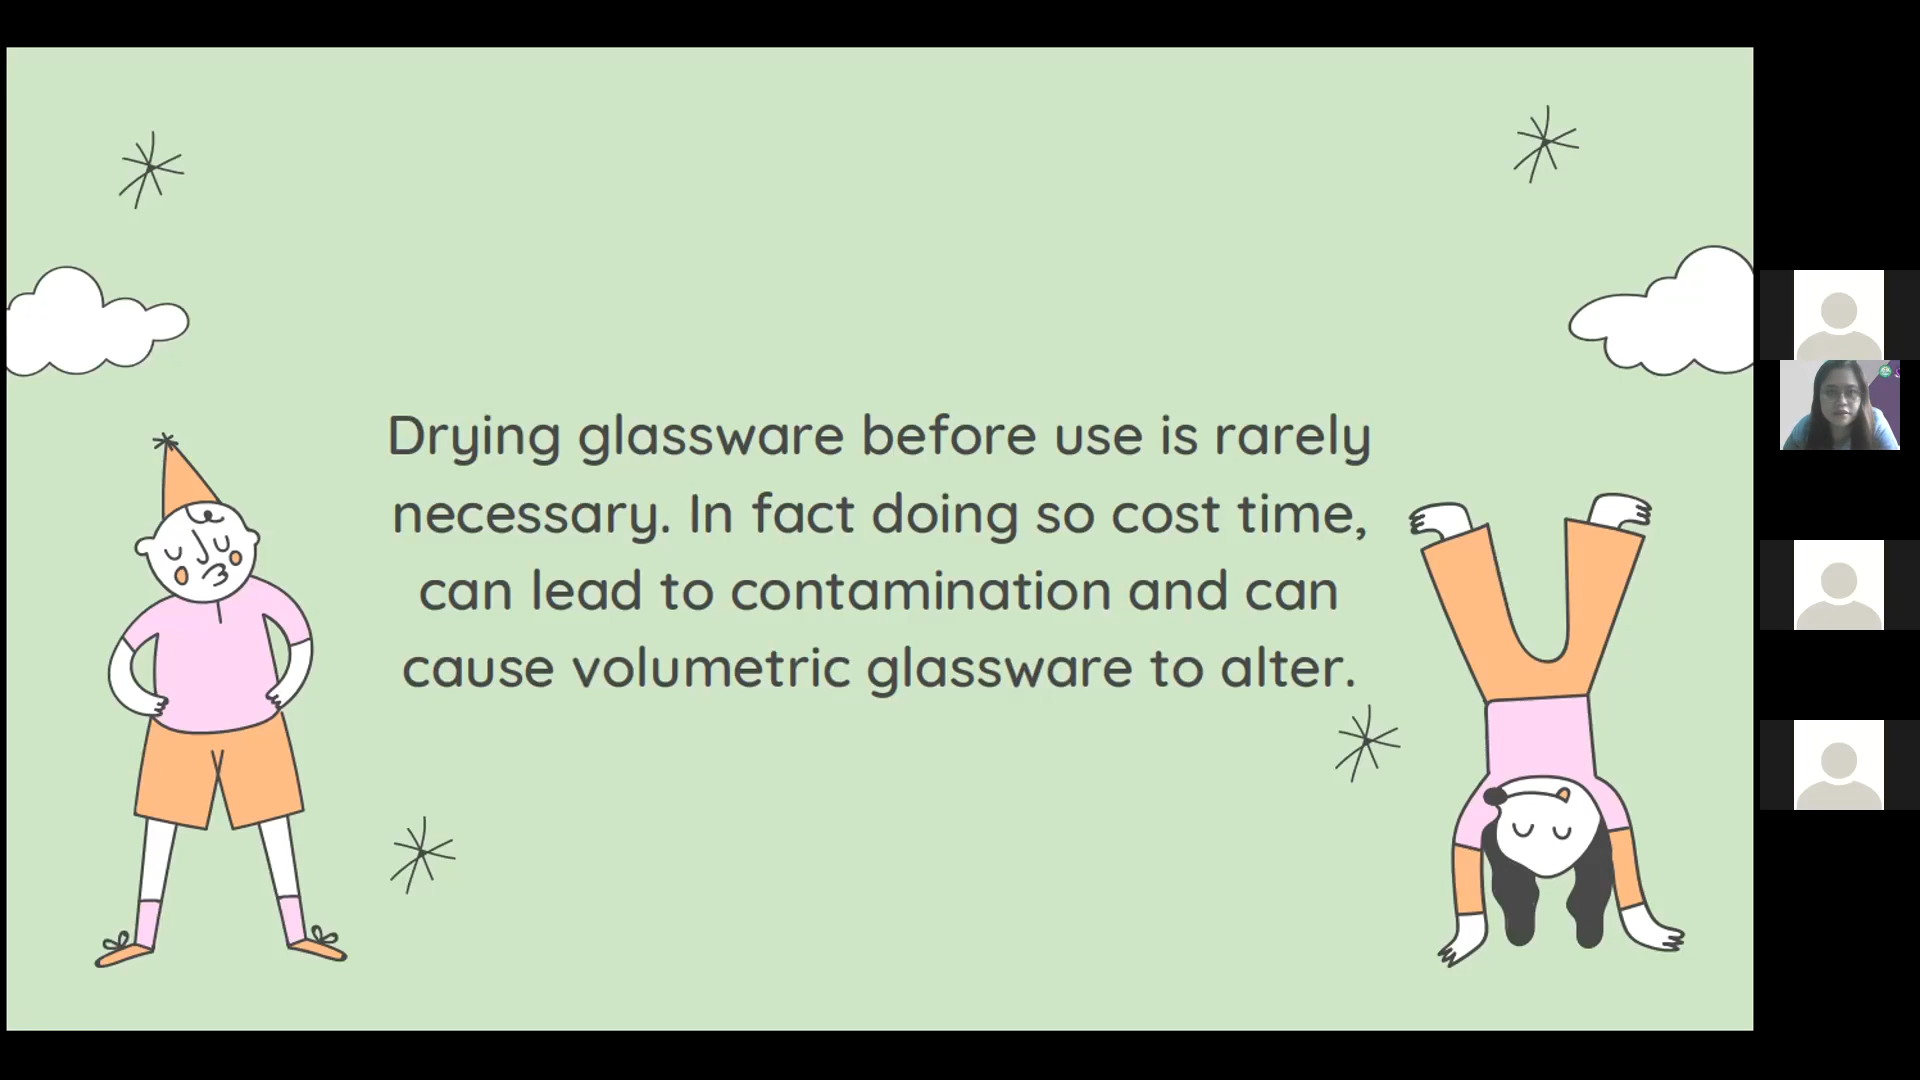 Drying glassware before use is rarely
necessary. In fact doing so cost time,
can lead to contamination and can
cause volumetric glassware to alter.